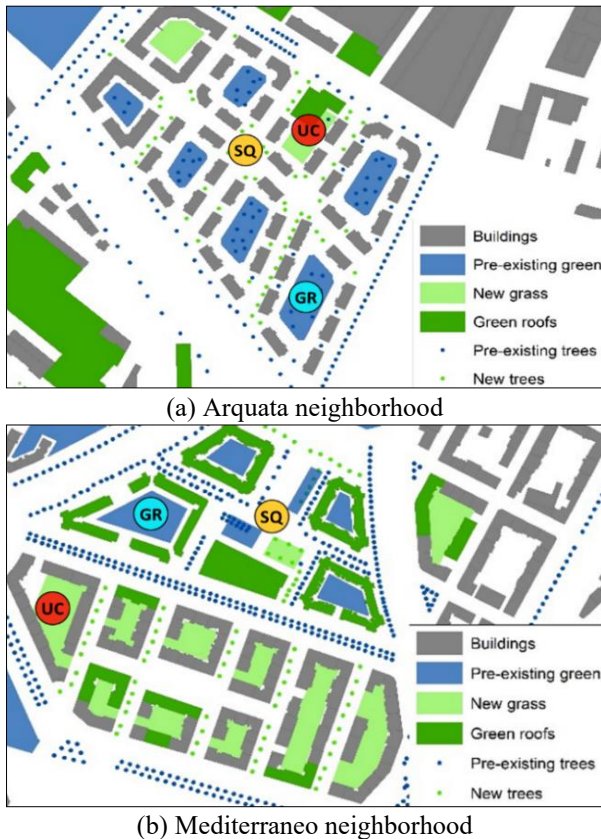 UC
SQ
GR
Buildings
Pre-existing green
New grass
Green roofs
Pre-existing trees
New trees
(a) Arquata neighborhood
GR
SQ
UC
Buildings
Pre-existing green
New grass
Green roofs
Pre-existing trees
New trees
(b) Mediterraneo neighborhood